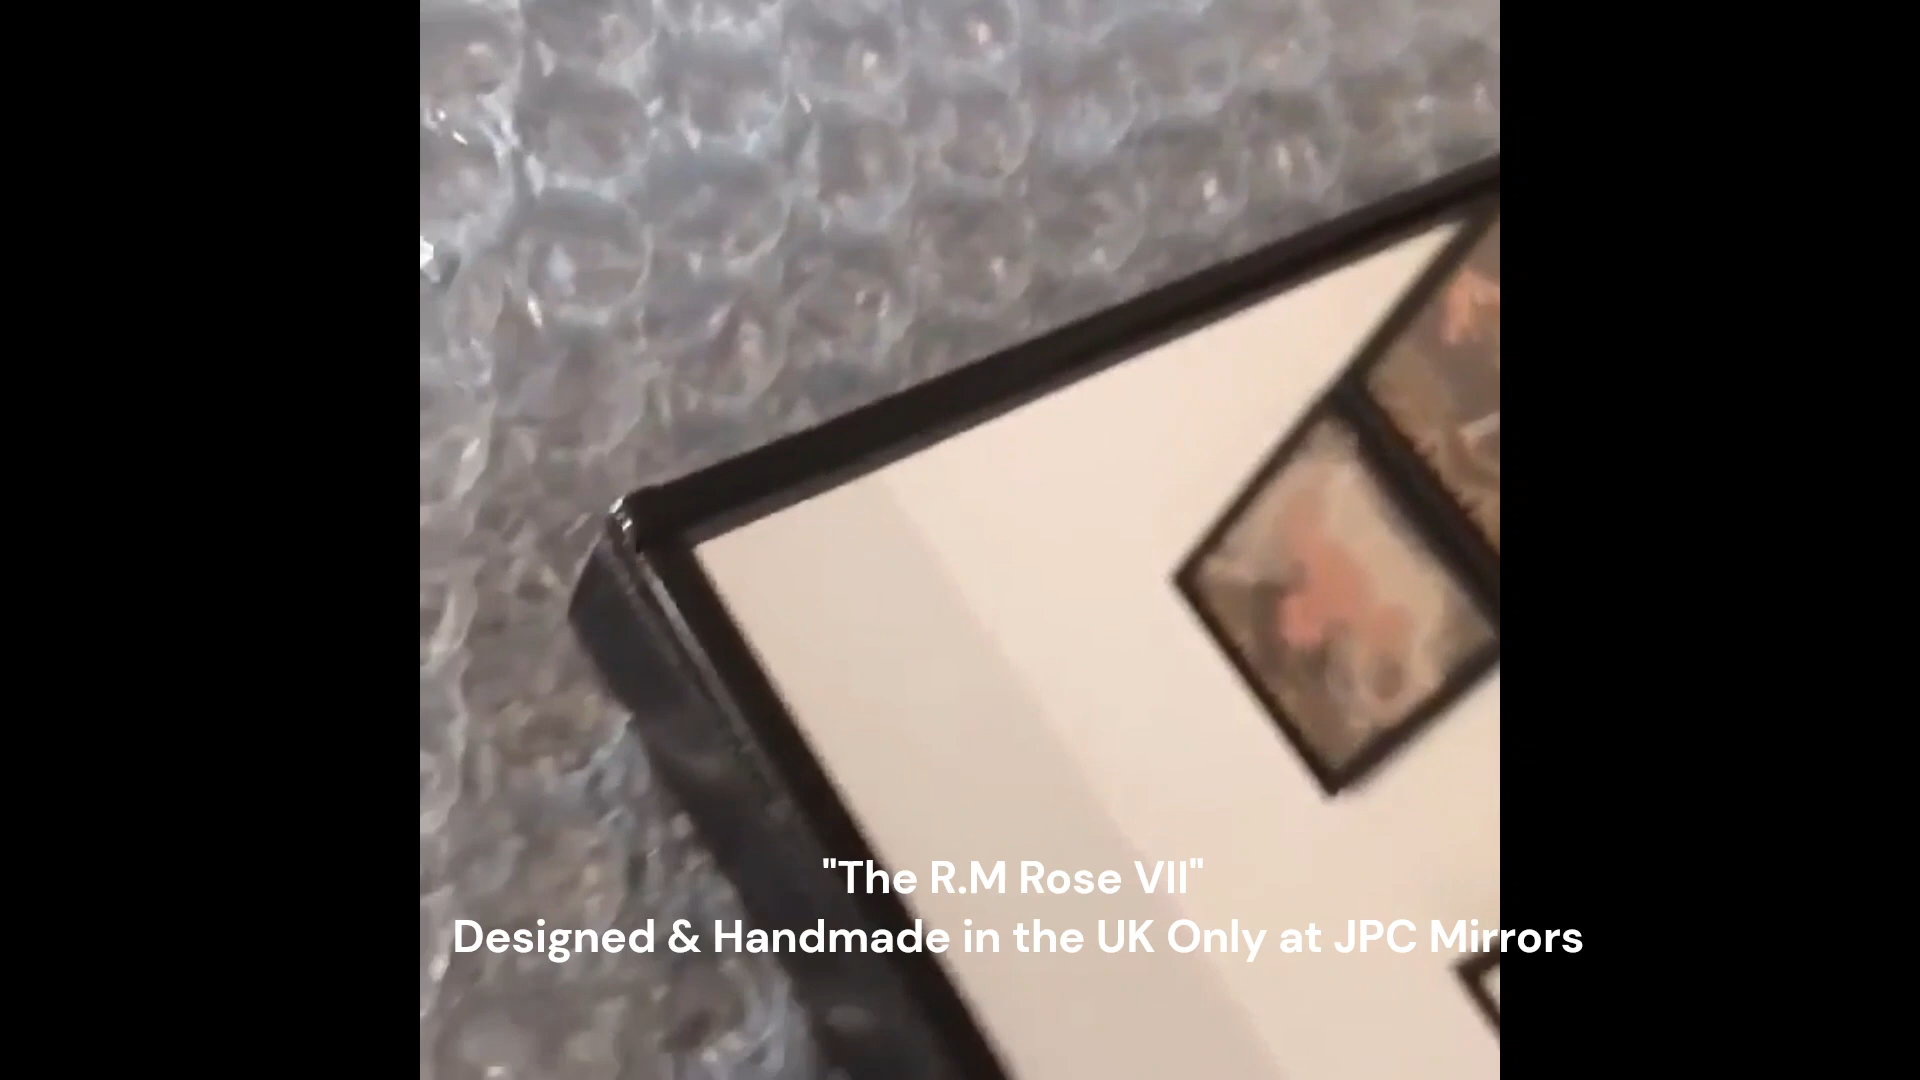 "The R.M Rose VII"
Designed & Handmade in the UK Only at JPC Mirrors